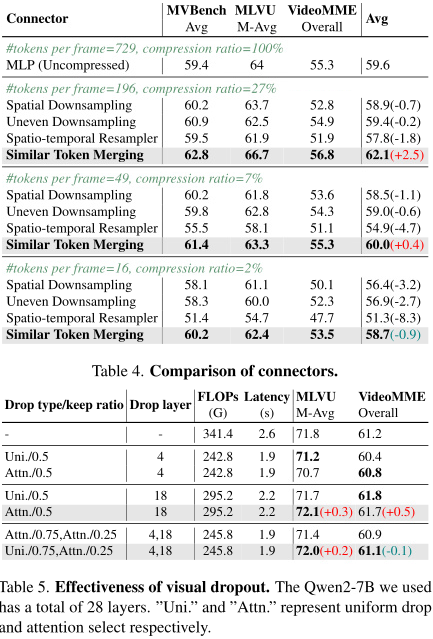 Connector MVBench MLVU VideoMME Avg
Avg M-Avg Overall
#tokens per frame=729, compression ratio=100%
MLP (Uncompressed) 59.4 64 55.3 59.6
#tokens per frame=196, compression ratio=27%
Spatial Downsampling 60.2 63.7 52.8 58.9(-0.7)
Uneven Downsampling 60.9 62.5 54.9 59.4(-0.2)
Spatio-temporal Resampler 59.5 61.9 51.9 57.8(-1.8)
Similar Token Merging 62.8 66.7 56.8 62.1(+2.5)
#tokens per frame=49, compression ratio=7%
Spatial Downsampling 60.2 61.8 53.6 58.5(-1.1)
Uneven Downsampling 59.8 62.8 54.3 59.0(-0.6)
Spatio-temporal Resampler 55.5 58.1 51.1 54.9(-4.7)
Similar Token Merging 61.4 63.3 55.3 60.0(+0.4)
#tokens per frame=16, compression ratio=2%
Spatial Downsampling 58.1 61.1 50.1 56.4(-3.2)
Uneven Downsampling 58.3 60.0 52.3 56.9(-2.7)
Spatio-temporal Resampler 51.4 54.7 47.7 51.3(-8.3)
Similar Token Merging 60.2 62.4 53.5 58.7(-0.9)
Table 4. Comparison of connectors.
Drop type/keep ratio Drop layer FLOPs Latency MLVU VideoMME
(G) (s) M-Avg Overall
- - 341.4 2.6 71.8 61.2
Uni./0.5 4 242.8 1.9 71.2 60.4
Attn./0.5 4 242.8 1.9 70.7 60.8
Uni./0.5 18 295.2 2.2 71.7 61.8
Attn./0.5 18 295.2 2.2 72.1(+0.3) 61.7(+0.5)
Attn./0.75,Attn./0.25 4,18 245.8 1.9 71.4 60.9
Uni./0.75,Attn./0.25 4,18 245.8 1.9 72.0(+0.2) 61.1(-0.1)
Table 5. Effectiveness of visual dropout. The Qwen2-7B we used
has a total of 28 layers. ”Uni.” and ”Attn.” represent uniform drop
and attention select respectively.